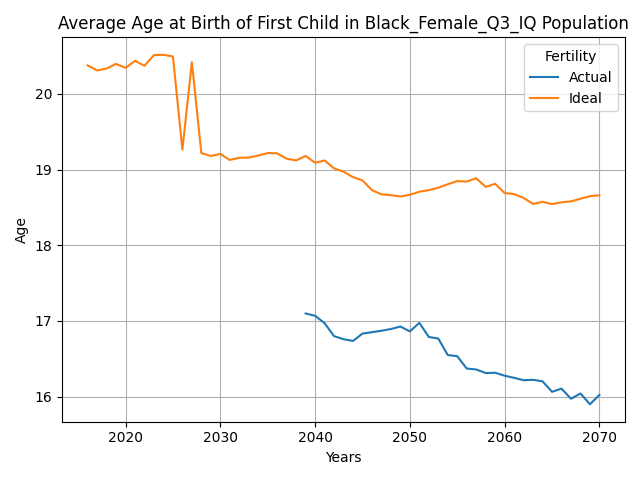 Average Age at Birth of First Child in Black_Female_Q3_IQ Population
Fertility
Actual
Ideal
Age
20
19
18
17
16
2020 2030 2040 2050 2060 2070
Years